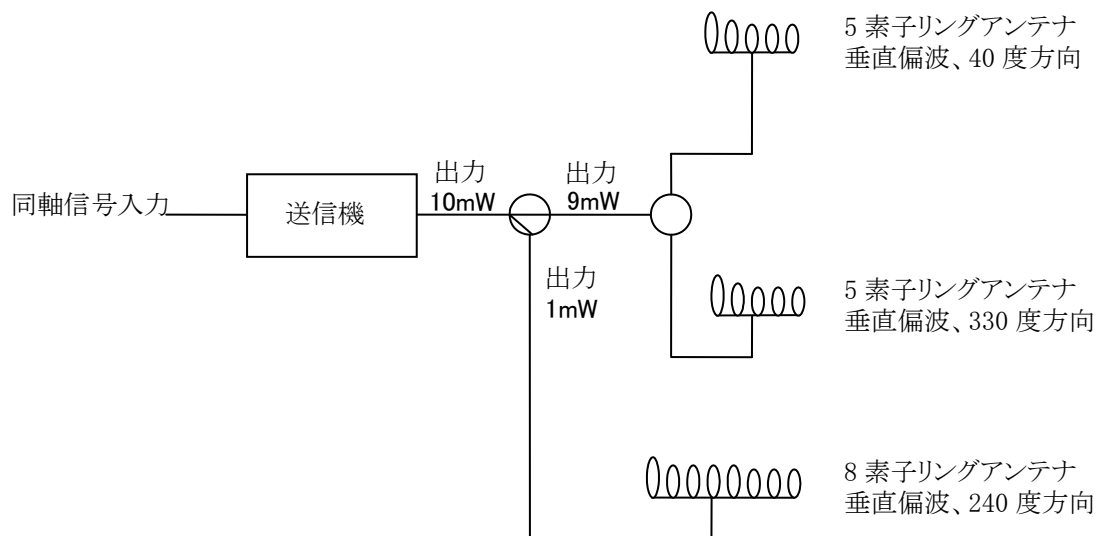 5 素子リングアンテナ
垂直偏波、40 度方向
同軸信号入力
送信機
出力
10mW
出力
9mW
出力
1mW
5 素子リングアンテナ
垂直偏波、330 度方向
8 素子リングアンテナ
垂直偏波、240 度方向